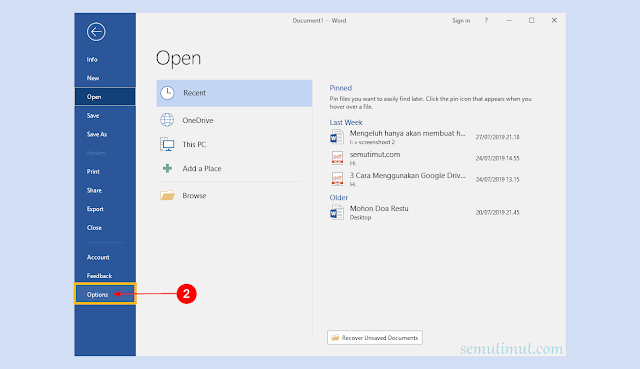 Document1 - Word
Sign in
?
Info
New
Open
Save
Save As
History
Print
Share
Export
Close
Account
Feedback
Options
2
Open
Recent
OneDrive
This PC
Add a Place
Browse
Pinned
Pin files you want to easily find later. Click the pin icon that appears when you
hover over a file.
Last Week
Mengeluh hanya akan membuat h... 27/07/2019 21.18
I: » screenshoot 2
semutimut.com 24/07/2019 14.55
H:
3 Cara Menggunakan Google Driv... 24/07/2019 13.15
H:
Older
Mohon Doa Restu 20/07/2019 21.45
Desktop
Recover Unsaved Documents
semutimut.com